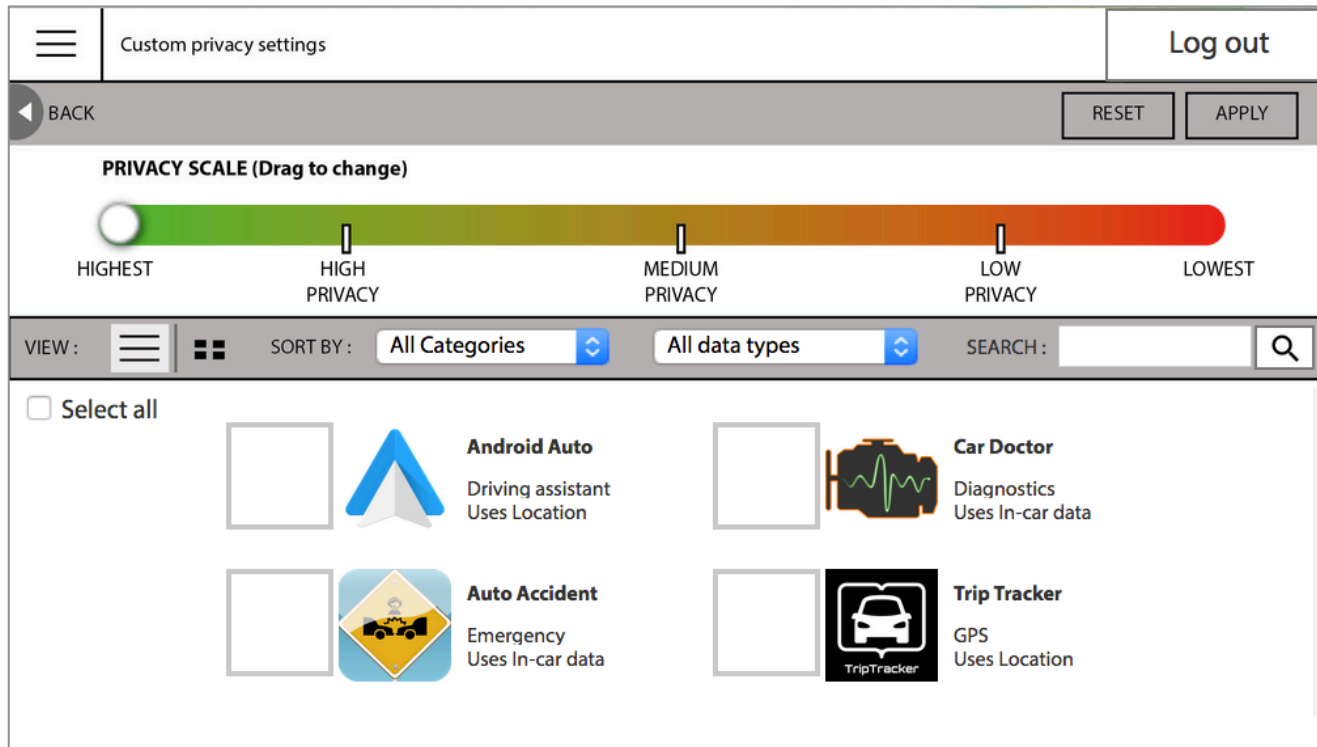 Custom privacy settings
Log out
BACK
RESET
APPLY
PRIVACY SCALE (Drag to change)
HIGHEST
HIGH
PRIVACY
MEDIUM
PRIVACY
LOW
PRIVACY
LOWEST
VIEW :
SORT BY :
All Categories
All data types
SEARCH :
Select all
Android Auto
Driving assistant
Uses Location
Car Doctor
Diagnostics
Uses In-car data
Auto Accident
Emergency
Uses In-car data
TripTracker
Trip Tracker
GPS
Uses Location